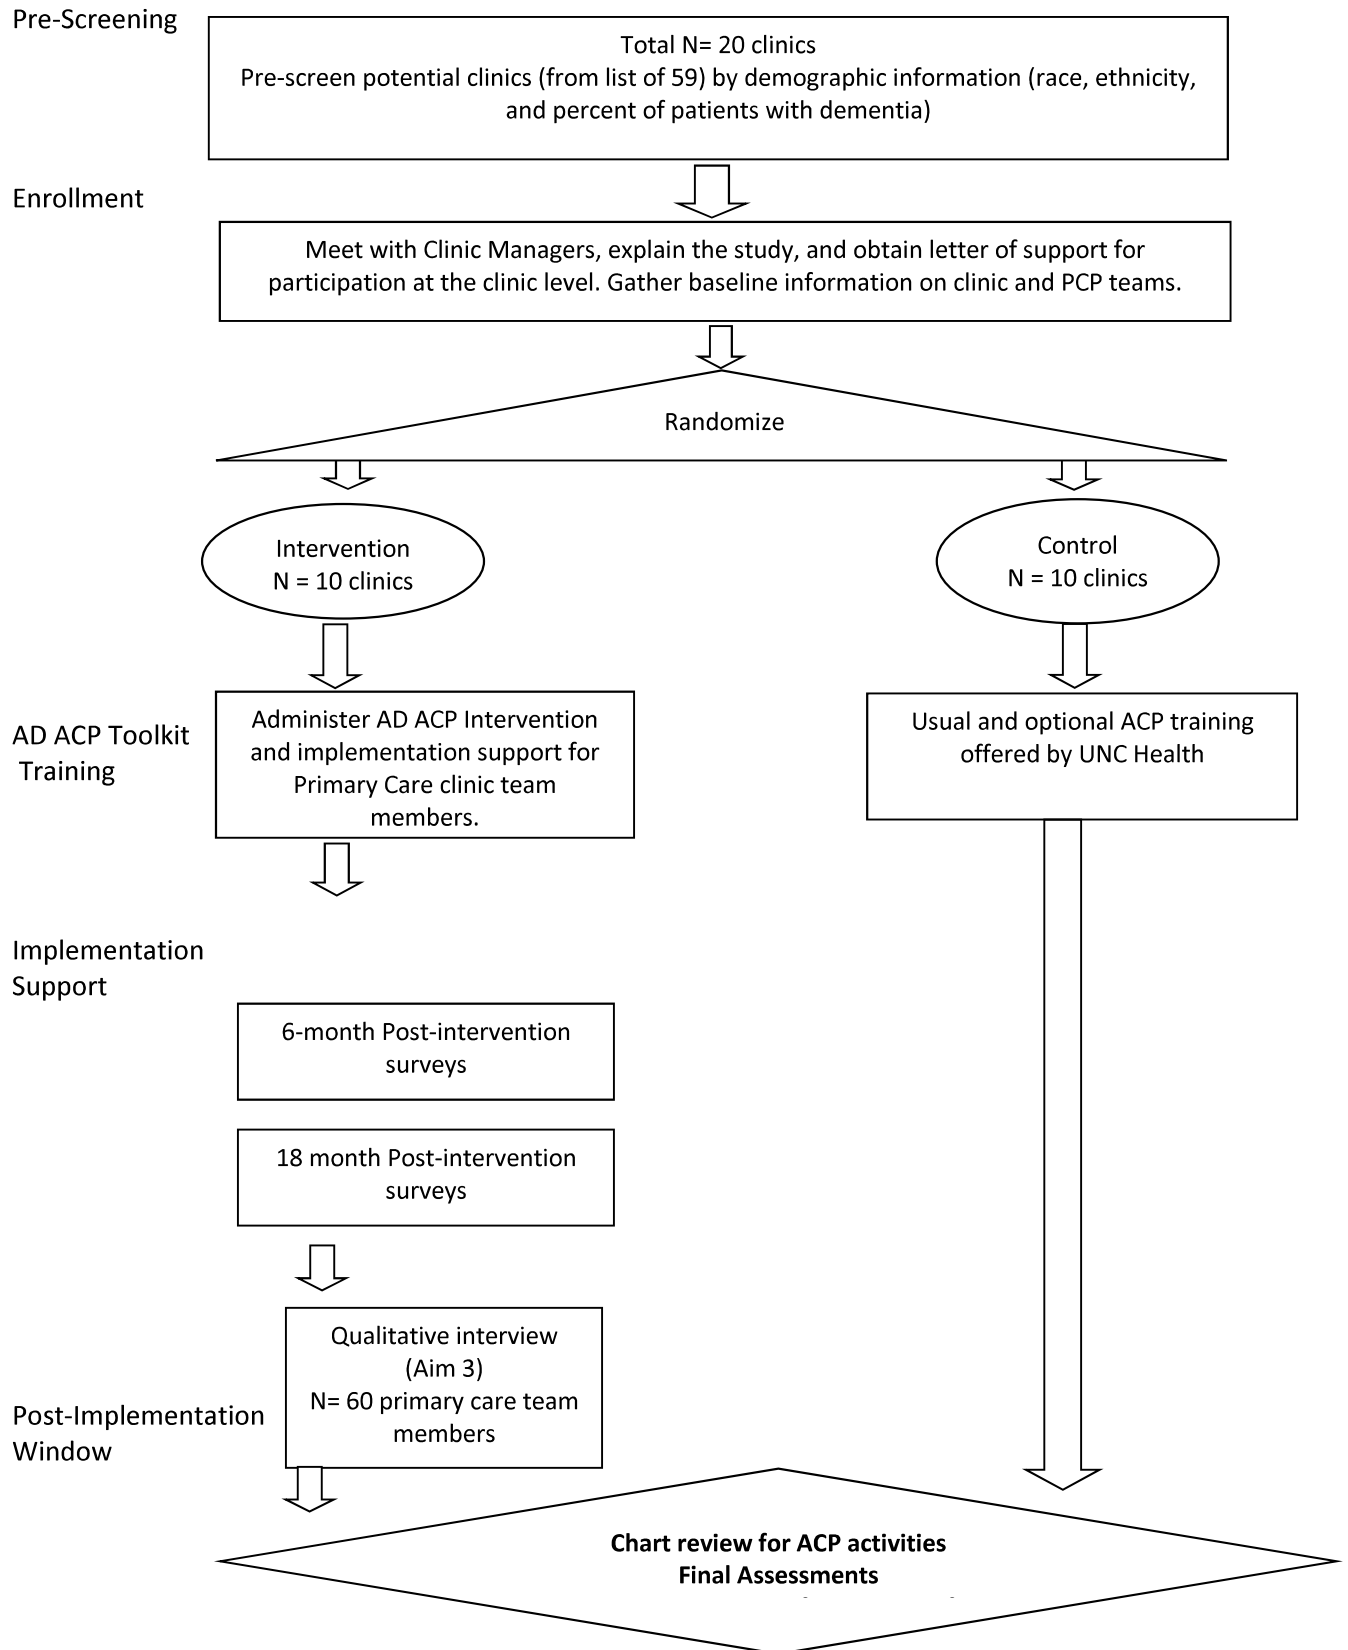 Pre-Screening
Total N= 20 clinics
Pre-screen potential clinics (from list of 59) by demographic information (race, ethnicity,
and percent of patients with dementia)
Enrollment
Meet with Clinic Managers, explain the study, and obtain letter of support for
participation at the clinic level. Gather baseline information on clinic and PCP teams.
Randomize
Intervention
N = 10 clinics
Control
N = 10 clinics
AD ACP Toolkit
Training
Administer AD ACP Intervention
and implementation support for
Primary Care clinic team
members.
Usual and optional ACP training
offered by UNC Health
Implementation
Support
6-month Post-intervention
surveys
18 month Post-intervention
surveys
Qualitative interview
(Aim 3)
N= 60 primary care team
members
Post-Implementation
Window
Chart review for ACP activities
Final Assessments